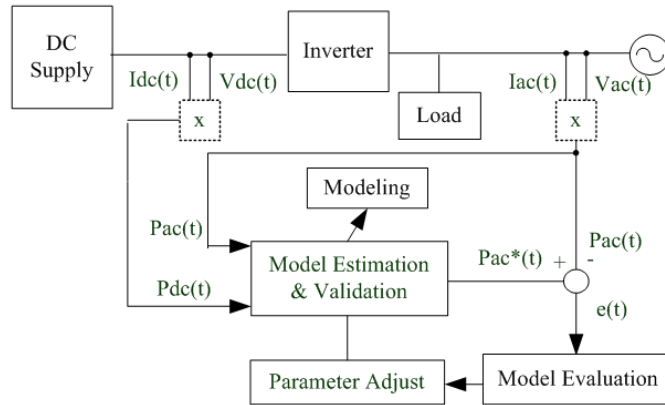 DC
Supply
Inverter
Idc(t)
Vdc(t)
Iac(t)
Vac(t)
x
Load
x
Modeling
Pac(t)
Model Estimation
& Validation
Pac*(t)
+
-
Pac(t)
Pdc(t)
e(t)
Parameter Adjust
Model Evaluation